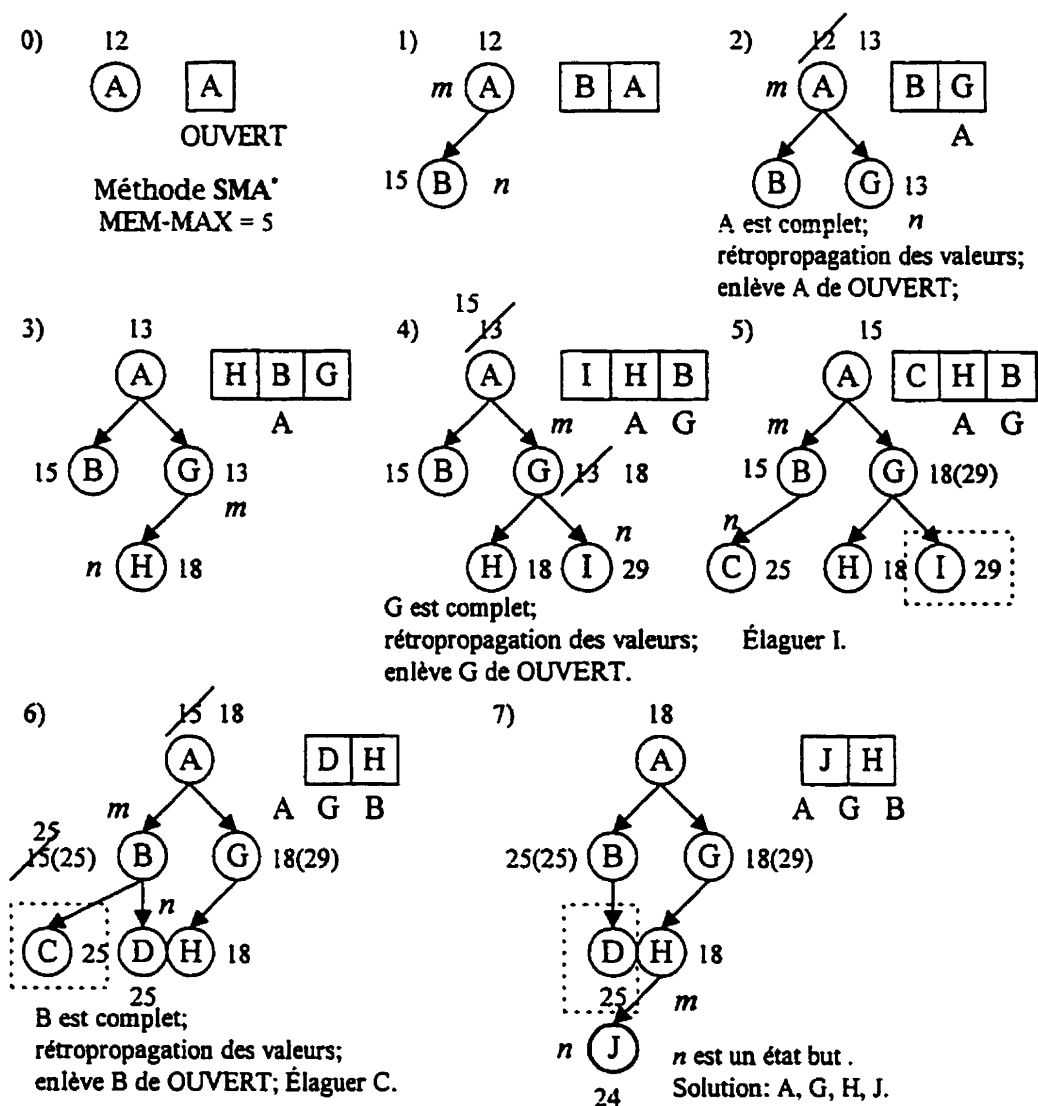 0) 12
A A
OUVERT
Méthode SMA*
MEM-MAX = 5
1) 12
m A B A
15 B n
2) 12 13
m A B G
A
B G 13
n
A est complet;
rétropropagation des valeurs;
enlève A de OUVERT;
3) 13
A H B G
A
15 B G 13
m
n H 18
4) 15
13
A I H B
m A G
15 B G 13 18
n
H 18 I 29
G est complet;
rétropropagation des valeurs;
enlève G de OUVERT.
5) 15
A C H B
m A G
15 B G 18(29)
n
C 25 H 18 I 29
Élaguer I.
6) 15 18
A D H
m A G B
25
15(25) B G 18(29)
n
C 25 D H 18
25
B est complet;
rétropropagation des valeurs;
enlève B de OUVERT; Élaguer C.
7) 18
A J H
A G B
25(25) B G 18(29)
D H 18
25 m
n J
24
n est un état but .
Solution: A, G, H, J.